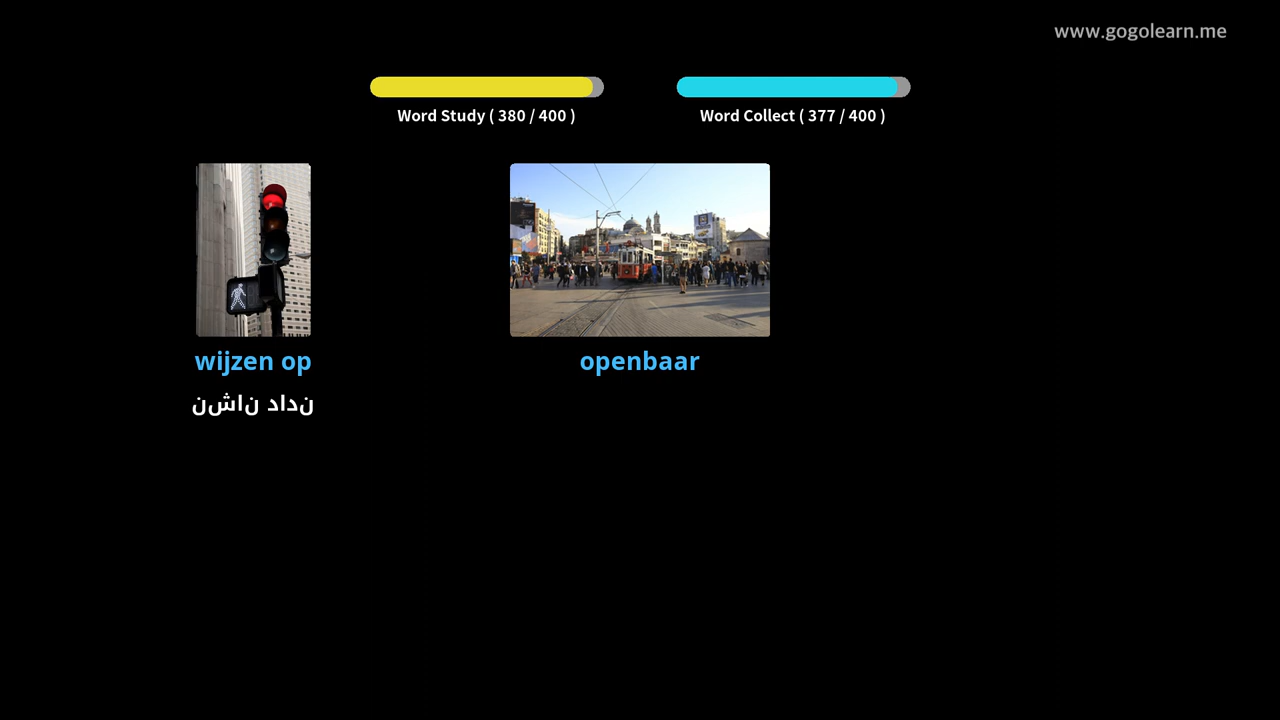 www.gogolearn.me
Word Study ( 380 / 400 )
Word Collect ( 377 / 400 )
wijzen op
openbaar
نشان دادن